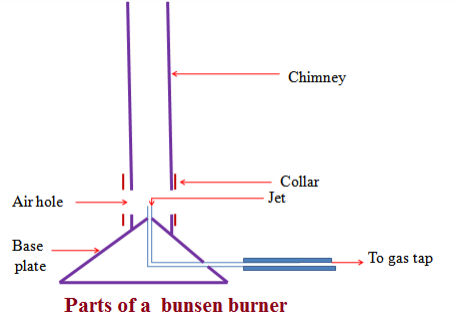 Chimney
Collar
Air hole
Jet
Base
plate
To gas tap
Parts of a bunsen burner